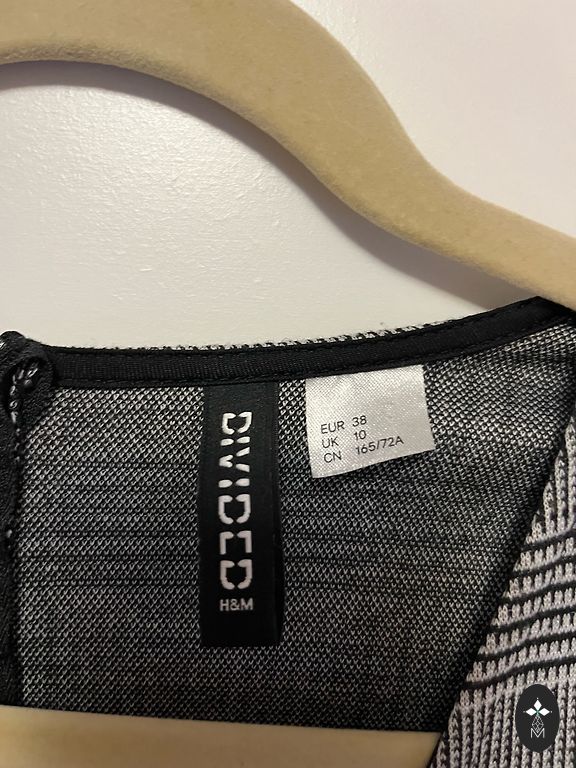 DIVIDED
H&M
EUR 38
UK 10
CN 165/72A
M